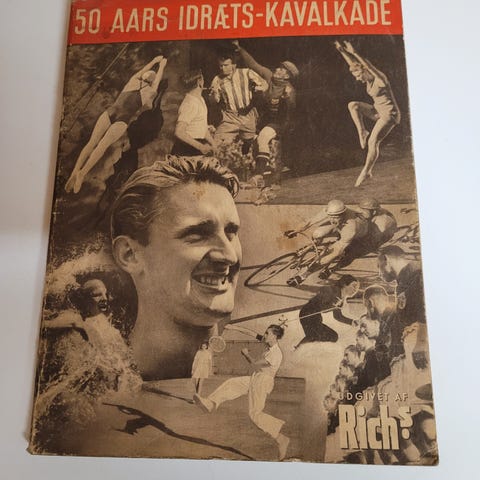 50 AARS IDRÆTS-KAVALKADE
UDGIVET AF
Rich's